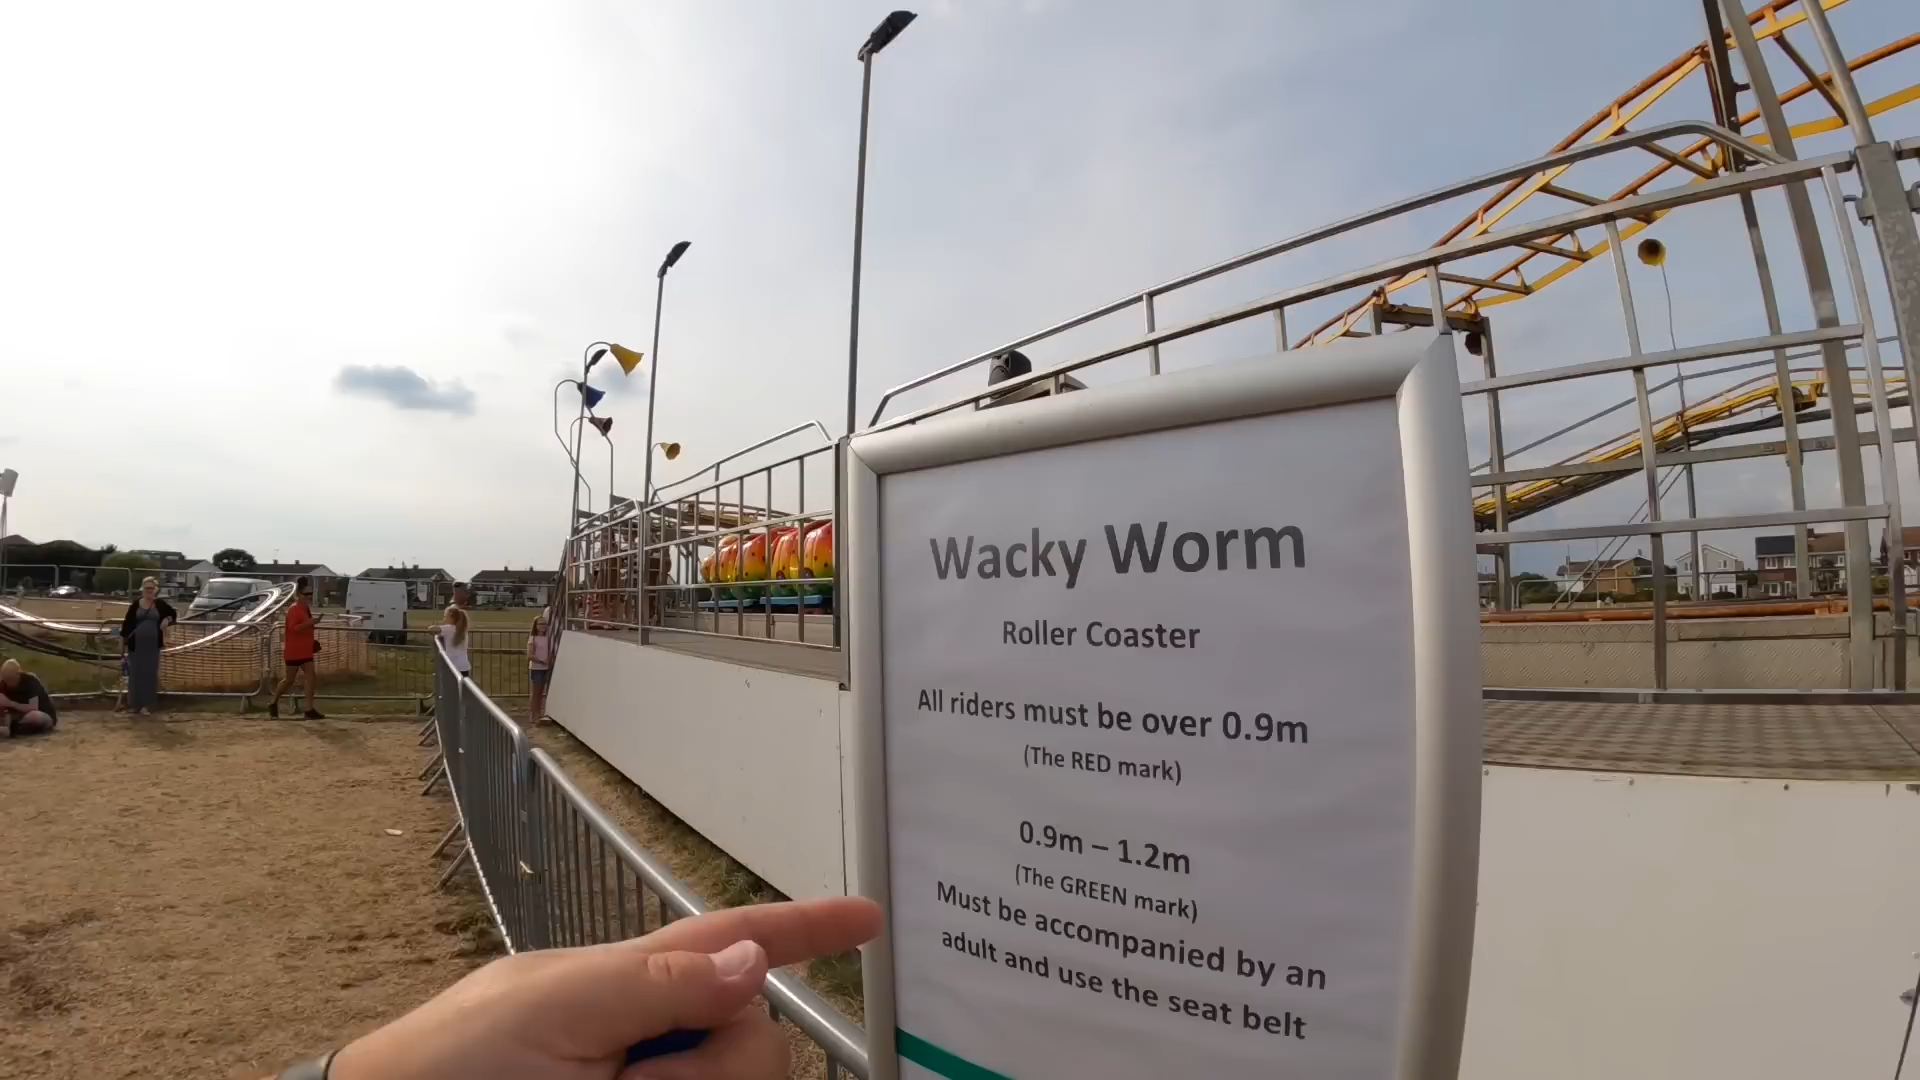 Wacky Worm
Roller Coaster
All riders must be over 0.9m
(The RED mark)
0.9m – 1.2m
(The GREEN mark)
Must be accompanied by an
adult and use the seat belt